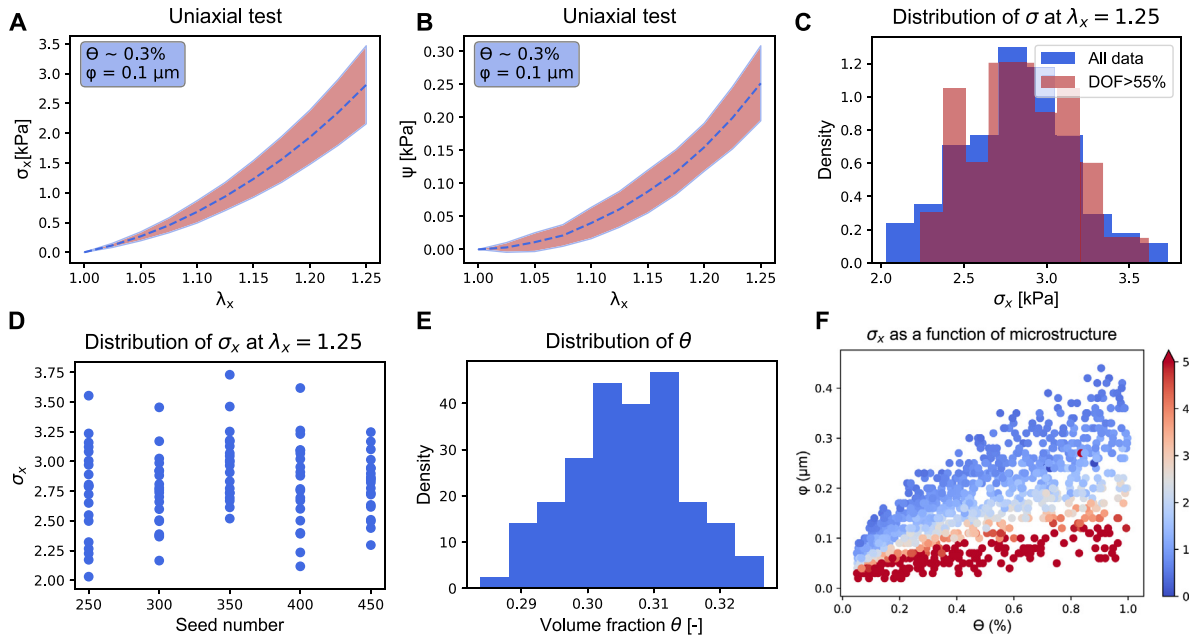 A
Uniaxial test
Θ ~ 0.3%
φ = 0.1 μm
σx[kPa]
3.5
3.0
2.5
2.0
1.5
1.0
0.5
0.0
1.00 1.05 1.10 1.15 1.20 1.25
λx
B
Uniaxial test
Θ ~ 0.3%
φ = 0.1 μm
ψ [kPa]
0.30
0.25
0.20
0.15
0.10
0.05
0.00
1.00 1.05 1.10 1.15 1.20 1.25
λx
C
Distribution of σ at λx = 1.25
All data
DOF>55%
Density
1.2
1.0
0.8
0.6
0.4
0.2
0.0
2.0 2.5 3.0 3.5
σx [kPa]
D
Distribution of σx at λx = 1.25
σx
3.75
3.50
3.25
3.00
2.75
2.50
2.25
2.00
250 300 350 400 450
Seed number
E
Distribution of θ
Density
40
30
20
10
0
0.29 0.30 0.31 0.32
Volume fraction θ [-]
F
σx as a function of microstructure
φ (μm)
0.4
0.3
0.2
0.1
0.0
0.0 0.2 0.4 0.6 0.8 1.0
Θ (%)
5
4
3
2
1
0